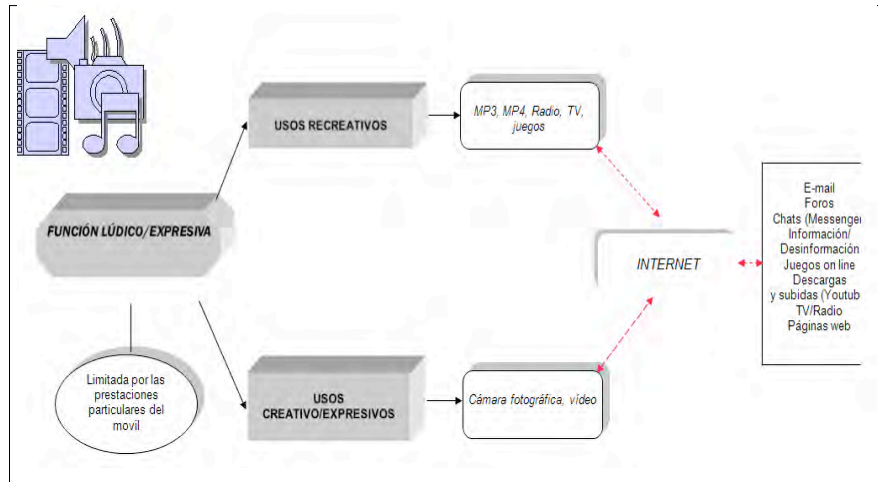 USOS RECREATIVOS
MP3, MP4, Radio, TV,
juegos
FUNCIÓN LÚDICO/EXPRESIVA
INTERNET
E-mail
Foros
Chats (Messenger
Información/
Desinformación
Juegos on line
Descargas
y subidas (Youtub
TV/Radio
Páginas web
Limitada por las
prestaciones
particulares del
movil
USOS
CREATIVO/EXPRESIVOS
Cámara fotográfica, vídeo